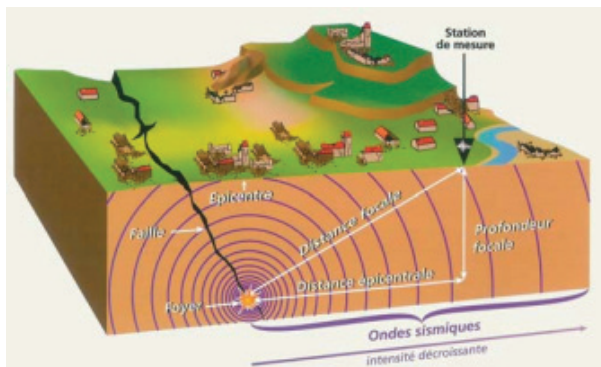 Station
de mesure
Epicentre
Faille
Distance focale
Profondeur
focale
Distance épicentrale
Foyer
Ondes sismiques
intensité décroissante